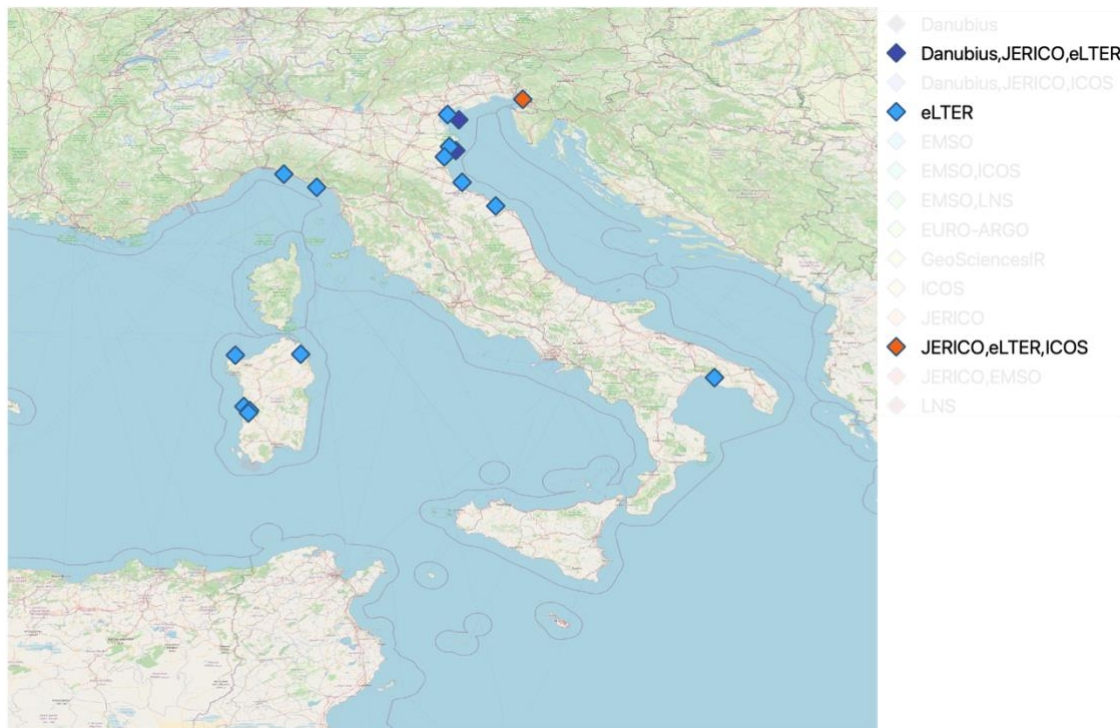 Danubius
Danubius,JERICO,eLTER
Danubius,JERICO,ICOS
eLTER
EMSO
EMSO,ICOS
EMSO,LNS
EURO-ARGO
GeoSciencesIR
ICOS
JERICO
JERICO,eLTER,ICOS
JERICO,EMSO
LNS